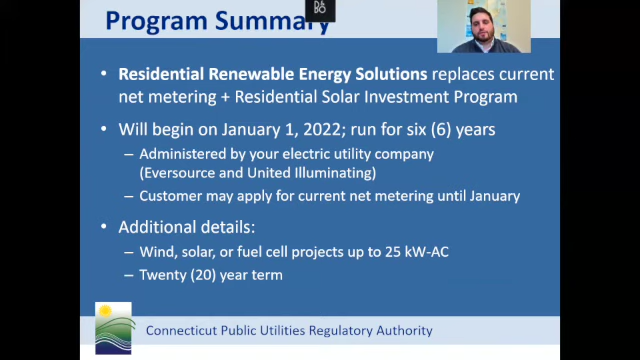 Program Summary
DA
BO
• Residential Renewable Energy Solutions replaces current
net metering + Residential Solar Investment Program
• Will begin on January 1, 2022; run for six (6) years
– Administered by your electric utility company
(Eversource and United Illuminating)
– Customer may apply for current net metering until January
• Additional details:
– Wind, solar, or fuel cell projects up to 25 kW-AC
– Twenty (20) year term
Connecticut Public Utilities Regulatory Authority